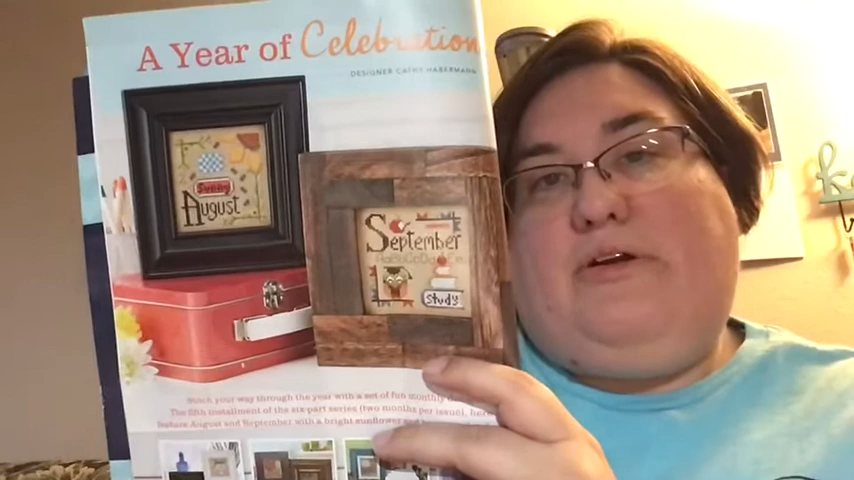 A Year of Celebration
DESIGNER CATHY HABERMANN
Sunny
August
September
study
Stitch your way through the year with a set of fun monthly
The fifth installment of the six-part series (two months per issue), here
feature August and September with a bright sunflower and